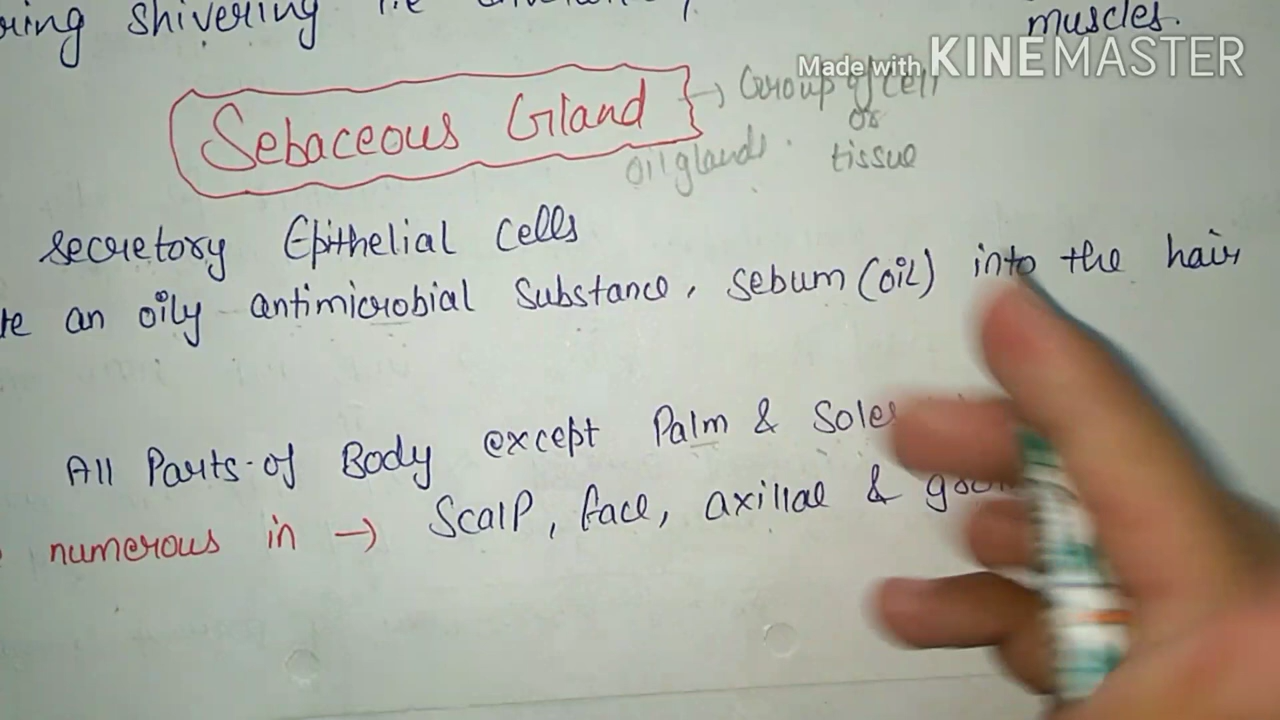 shivering
muscles.
Made with KINEMASTER
Sebaceous Gland → Group of Cell
or
oil glands. tissue
secretory Epithelial cells
an oily antimicrobial substance, sebum (oil) into the hair
All Parts of Body except Palm & Soles
numerous in → Scalp, face, axillae &